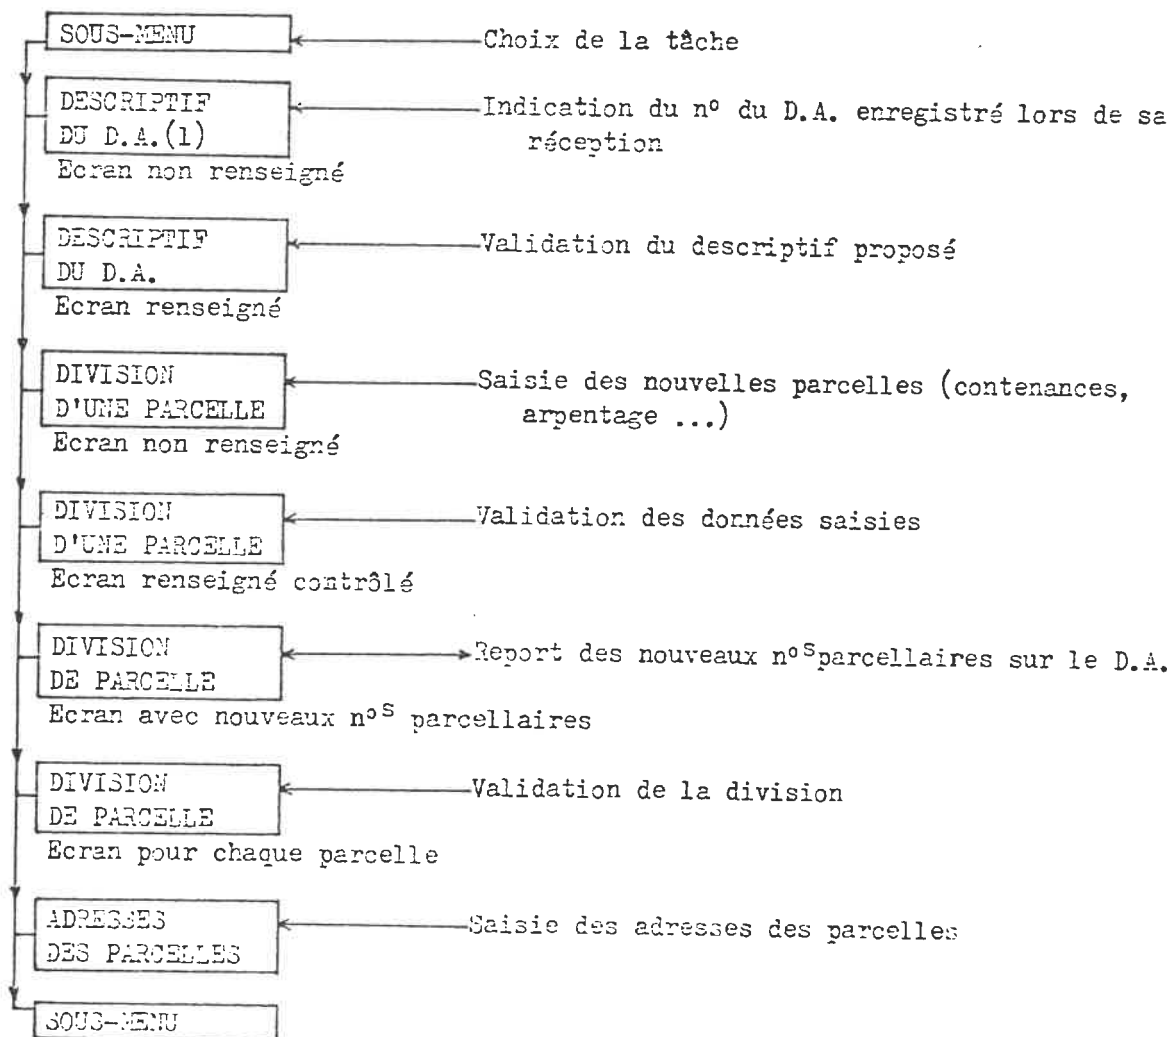 SOUS-MENU
Choix de la tâche
DESCRIPTIF
DU D.A.(1)
Indication du nº du D.A. enregistré lors de sa
réception
Ecran non renseigné
DESCRIPTIF
DU D.A.
Validation du descriptif proposé
Ecran renseigné
DIVISION
D'UNE PARCELLE
Saisie des nouvelles parcelles (contenances,
arpentage ...)
Ecran non renseigné
DIVISION
D'UNE PARCELLE
Validation des données saisies
Ecran renseigné contrôlé
DIVISION
DE PARCELLE
Report des nouveaux nºˢ parcellaires sur le D.A.
Ecran avec nouveaux nºˢ parcellaires
DIVISION
DE PARCELLE
Validation de la division
Ecran pour chaque parcelle
ADRESSES
DES PARCELLES
Saisie des adresses des parcelles
SOUS-MENU